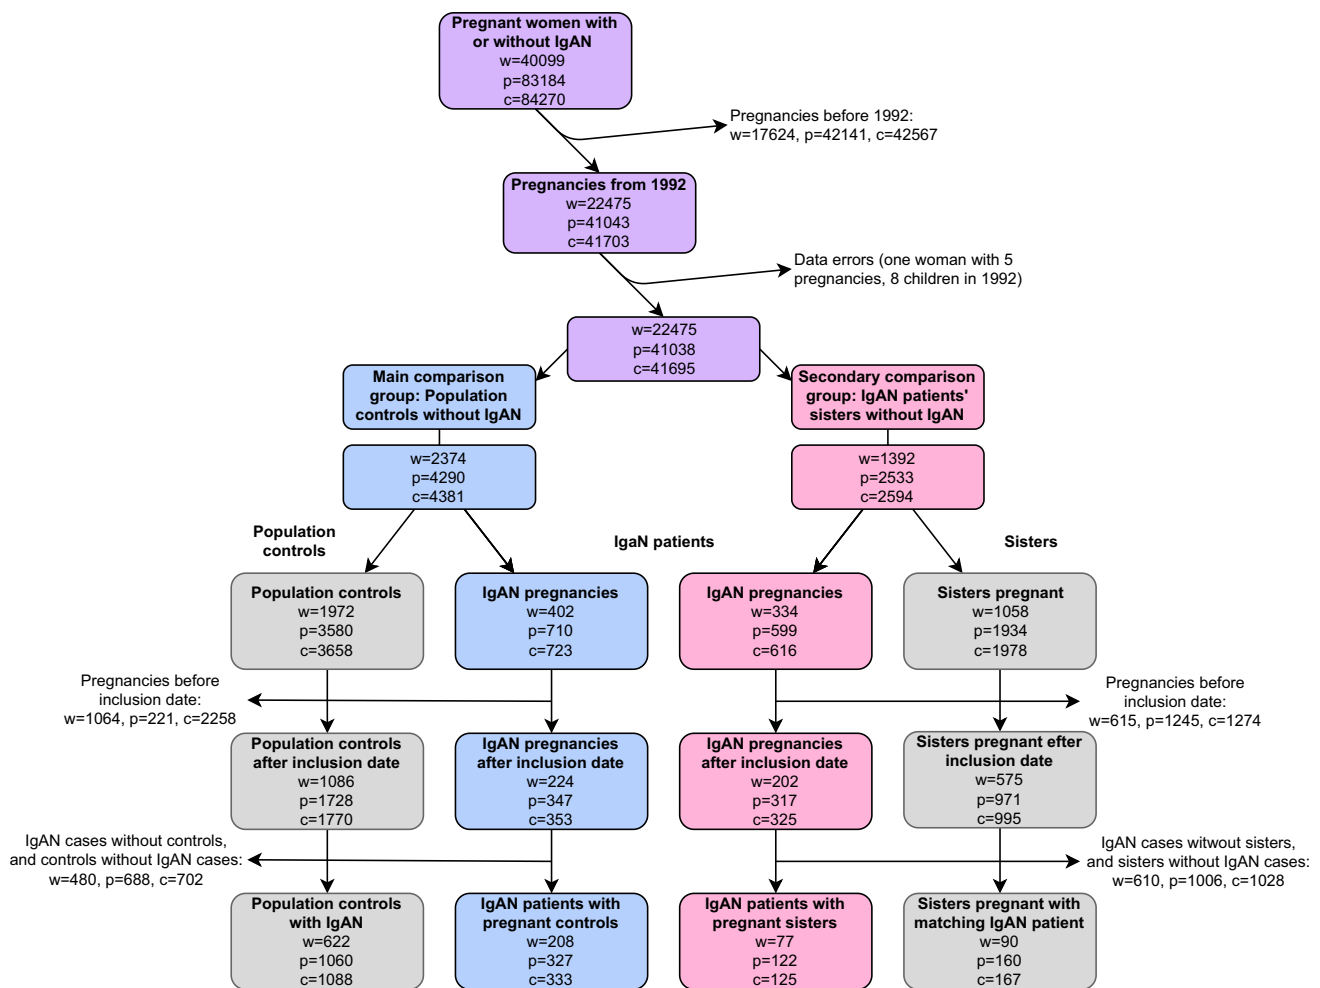 Pregnant women with
or without IgAN
w=40099
p=83184
c=84270
Pregnancies before 1992:
w=17624, p=42141, c=42567
Pregnancies from 1992
w=22475
p=41043
c=41703
Data errors (one woman with 5
pregnancies, 8 children in 1992)
w=22475
p=41038
c=41695
Main comparison
group: Population
controls without IgAN
Secondary comparison
group: IgAN patients'
sisters without IgAN
w=2374
p=4290
c=4381
w=1392
p=2533
c=2594
Population
controls
IgaN patients
Sisters
Population controls
w=1972
p=3580
c=3658
IgAN pregnancies
w=402
p=710
c=723
IgAN pregnancies
w=334
p=599
c=616
Sisters pregnant
w=1058
p=1934
c=1978
Pregnancies before
inclusion date:
w=1064, p=221, c=2258
Pregnancies before
inclusion date:
w=615, p=1245, c=1274
Population controls
after inclusion date
w=1086
p=1728
c=1770
IgAN pregnancies
after inclusion date
w=224
p=347
c=353
IgAN pregnancies
after inclusion date
w=202
p=317
c=325
Sisters pregnant efter
inclusion date
w=575
p=971
c=995
IgAN cases without controls,
and controls without IgAN cases:
w=480, p=688, c=702
IgAN cases witwout sisters,
and sisters without IgAN cases:
w=610, p=1006, c=1028
Population controls
with IgAN
w=622
p=1060
c=1088
IgAN patients with
pregnant controls
w=208
p=327
c=333
IgAN patients with
pregnant sisters
w=77
p=122
c=125
Sisters pregnant with
matching IgAN patient
w=90
p=160
c=167